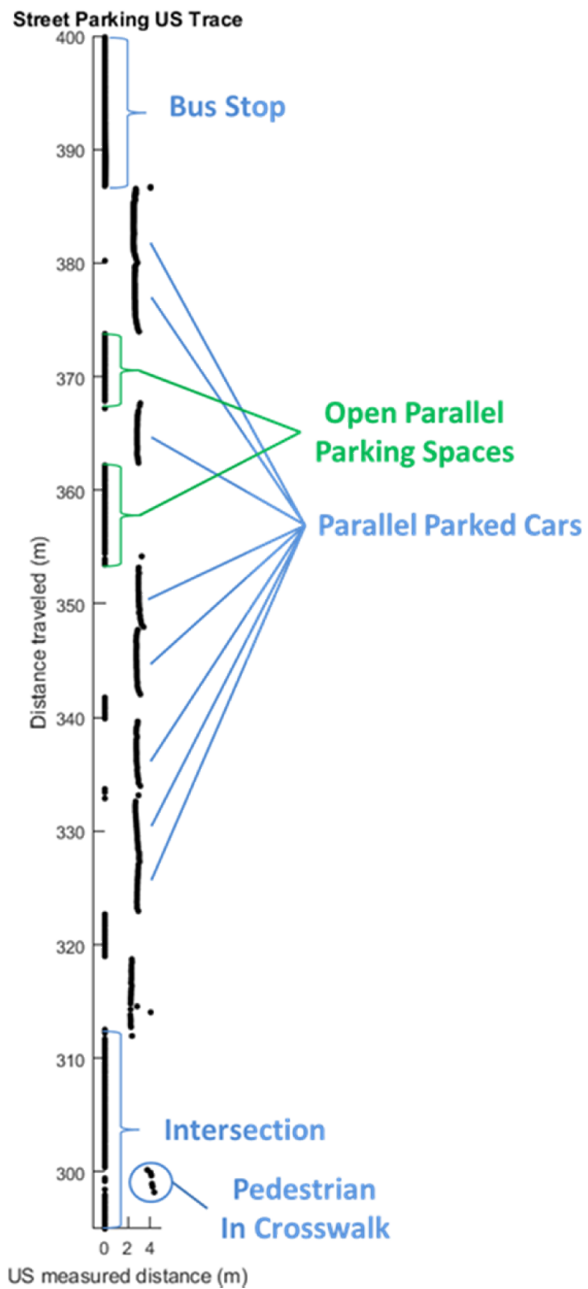 Street Parking US Trace
400
Bus Stop
390
380
370
Open Parallel
Parking Spaces
360
Parallel Parked Cars
350
Distance traveled (m)
340
330
320
310
Intersection
300
Pedestrian
In Crosswalk
0 2 4
US measured distance (m)